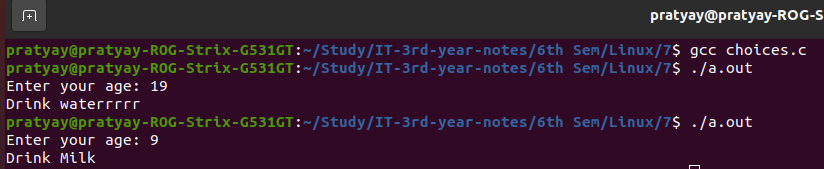 pratyay@pratyay-ROG-S
pratyay@pratyay-ROG-Strix-G531GT:~/Study/IT-3rd-year-notes/6th Sem/Linux/7$ gcc choices.c
pratyay@pratyay-ROG-Strix-G531GT:~/Study/IT-3rd-year-notes/6th Sem/Linux/7$ ./a.out
Enter your age: 19
Drink waterrrrr
pratyay@pratyay-ROG-Strix-G531GT:~/Study/IT-3rd-year-notes/6th Sem/Linux/7$ ./a.out
Enter your age: 9
Drink Milk